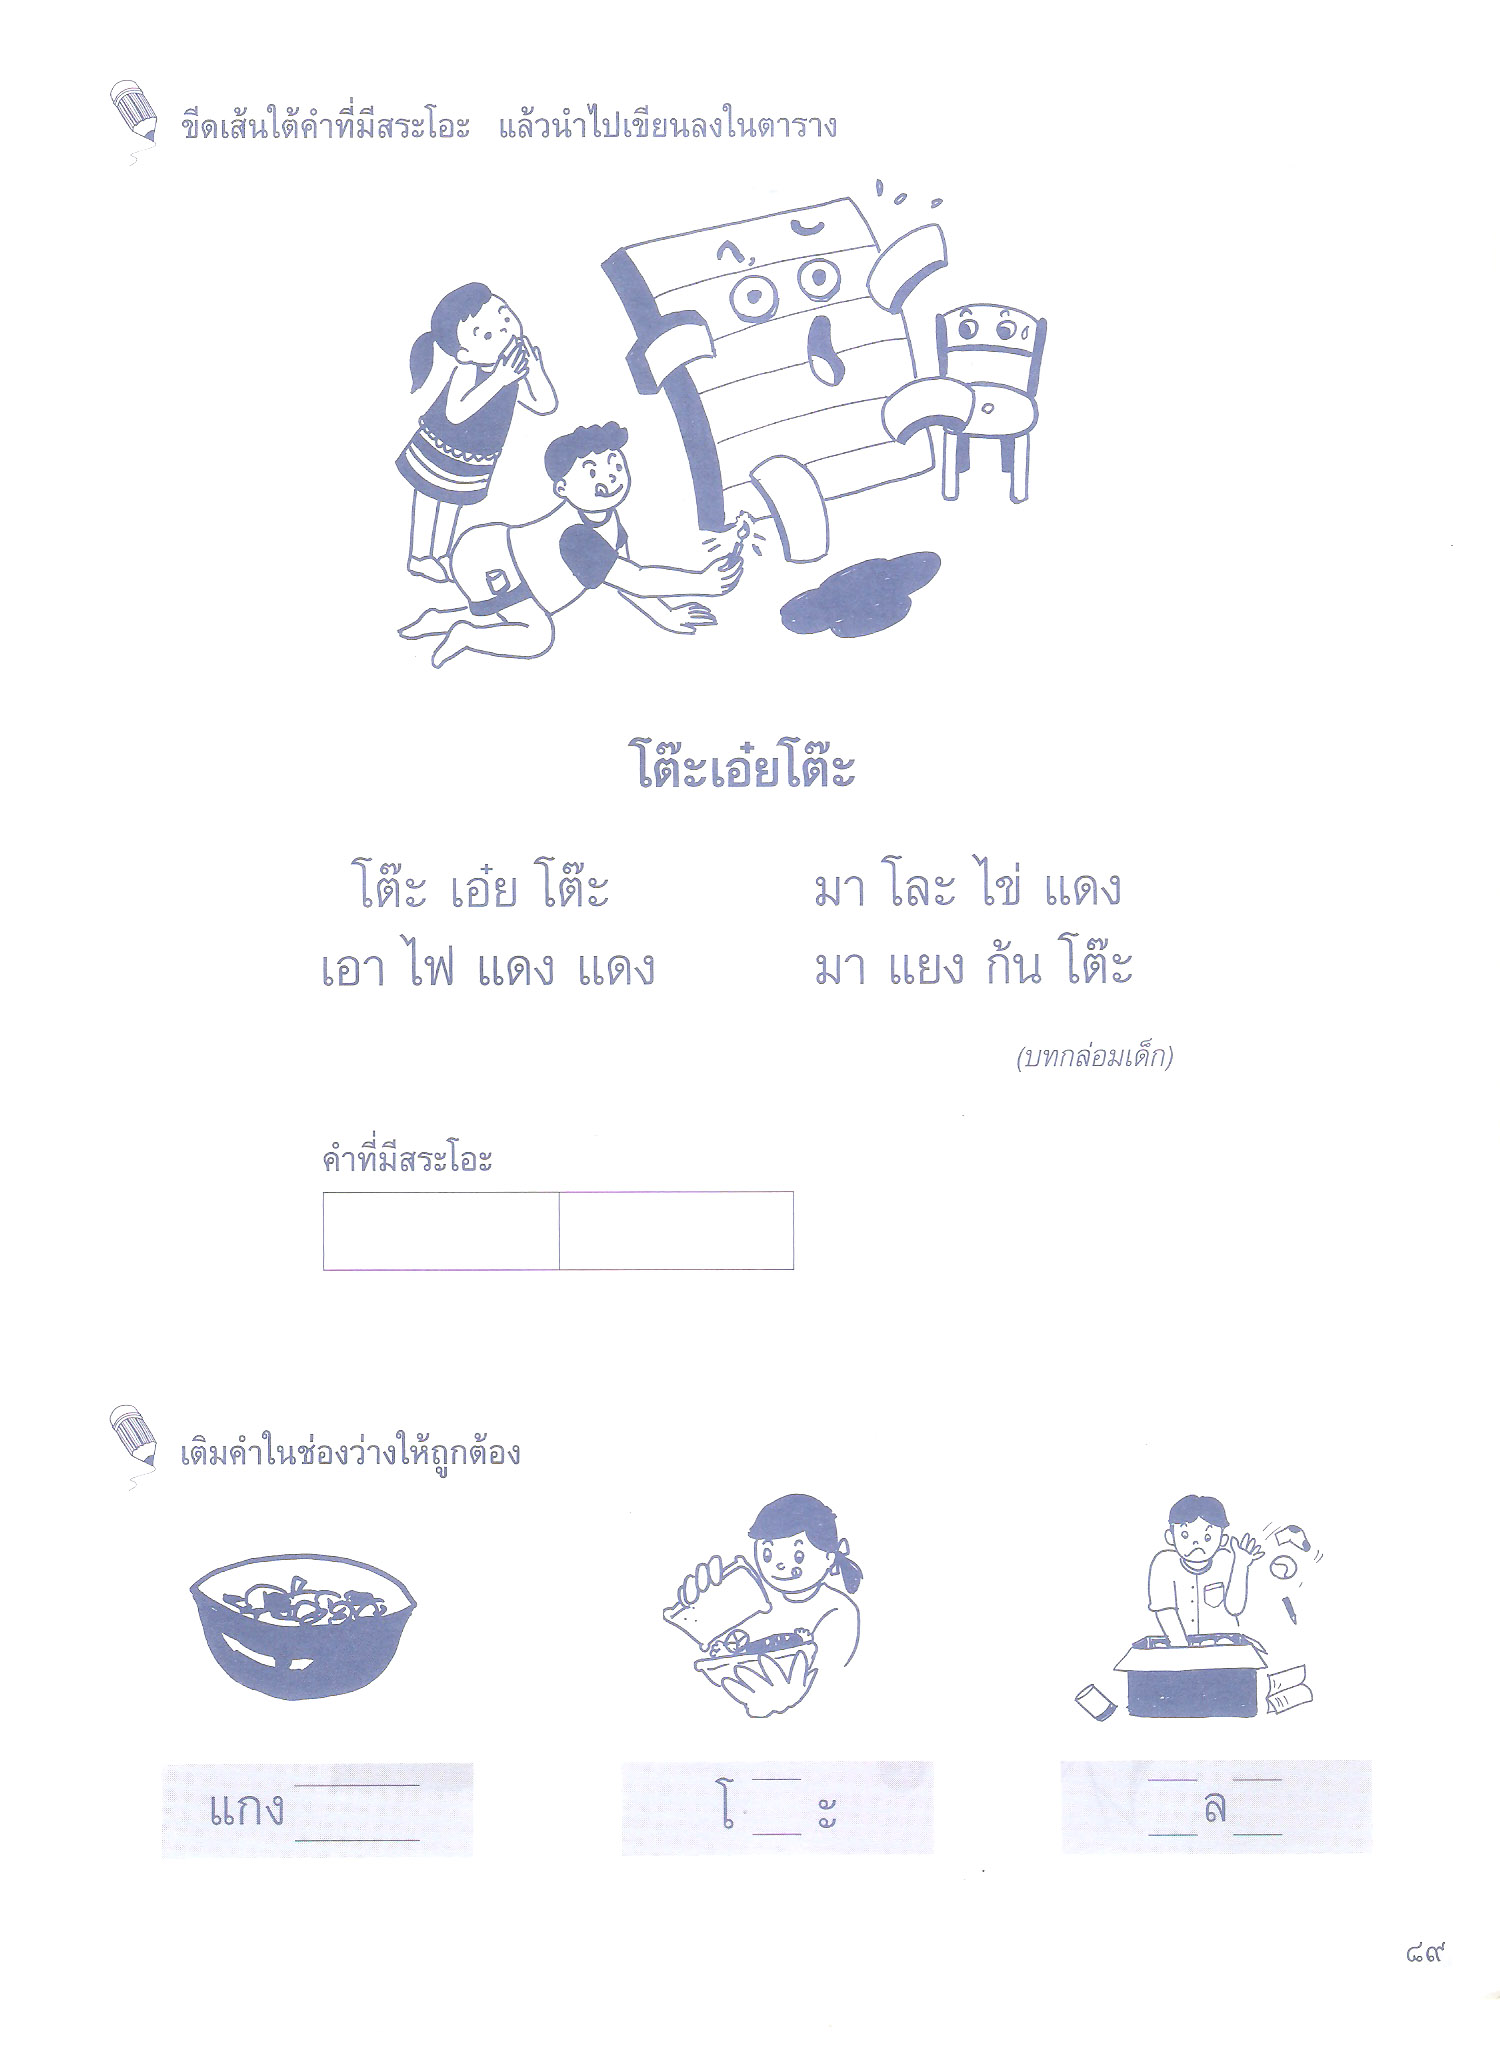 ขีดเส้นใต้คำที่มีสระโอะ แล้วนำไปเขียนลงในตาราง
โต๊ะเอ๋ยโต๊ะ
โต๊ะ เอ๋ย โต๊ะ มา โละ ไข่ แดง
เอา ไฟ แดง แดง มา แยง ก้น โต๊ะ
(บทกล่อมเด็ก)
คำที่มีสระโอะ
เติมคำในช่องว่างให้ถูกต้อง
แกง ____ โ __ ะ __ ล __
๘๙